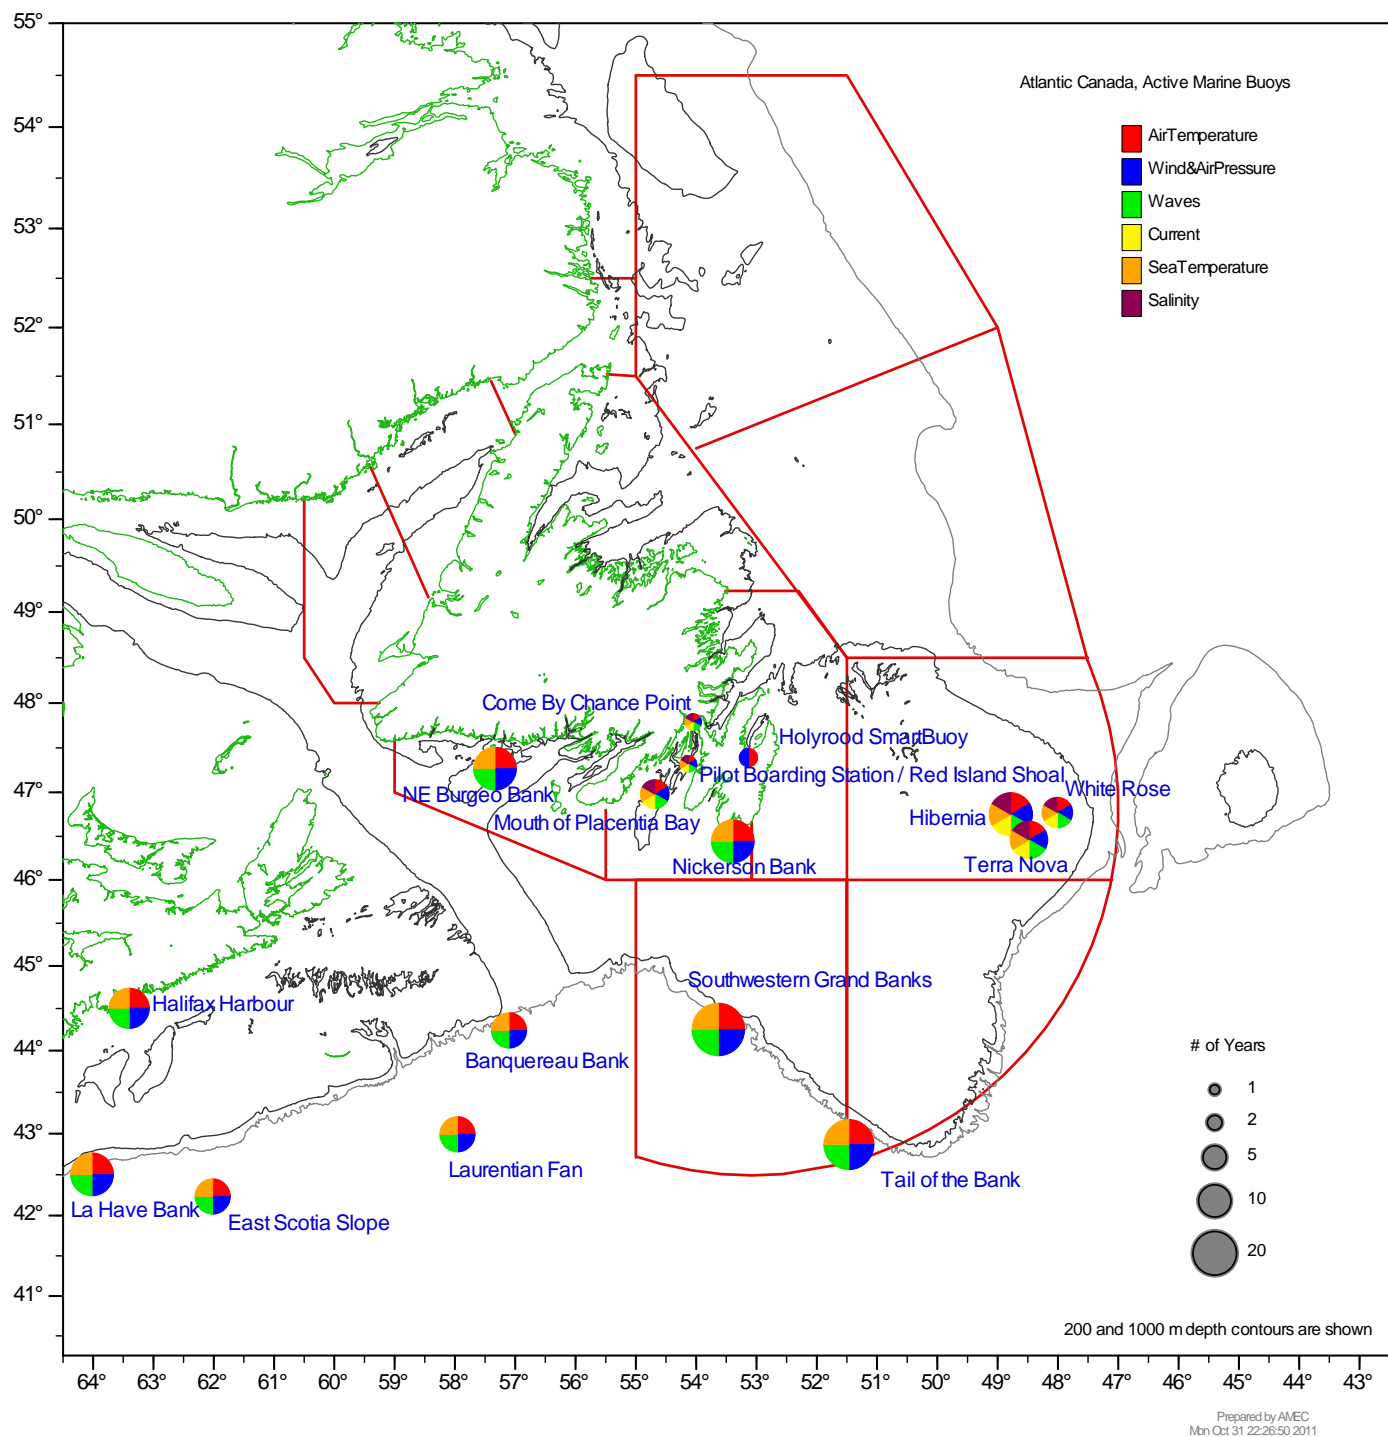 55°
54°
53°
52°
51°
50°
49°
48°
47°
46°
45°
44°
43°
42°
41°
Atlantic Canada, Active Marine Buoys
AirTemperature
Wind&AirPressure
Waves
Current
SeaTemperature
Salinity
Come By Chance Point
Holyrood SmartBuoy
Pilot Boarding Station / Red Island Shoal
White Rose
NE Burgeo Bank
Mouth of Placentia Bay
Hibernia
Nickerson Bank
Terra Nova
Southwestern Grand Banks
Halifax Harbour
Banquereau Bank
Laurentian Fan
Tail of the Bank
La Have Bank
East Scotia Slope
# of Years
1
2
5
10
20
200 and 1000 m depth contours are shown
64° 63° 62° 61° 60° 59° 58° 57° 56° 55° 54° 53° 52° 51° 50° 49° 48° 47° 46° 45° 44° 43°
Prepared by AMEC
Mon Oct 31 22:26:50 2011